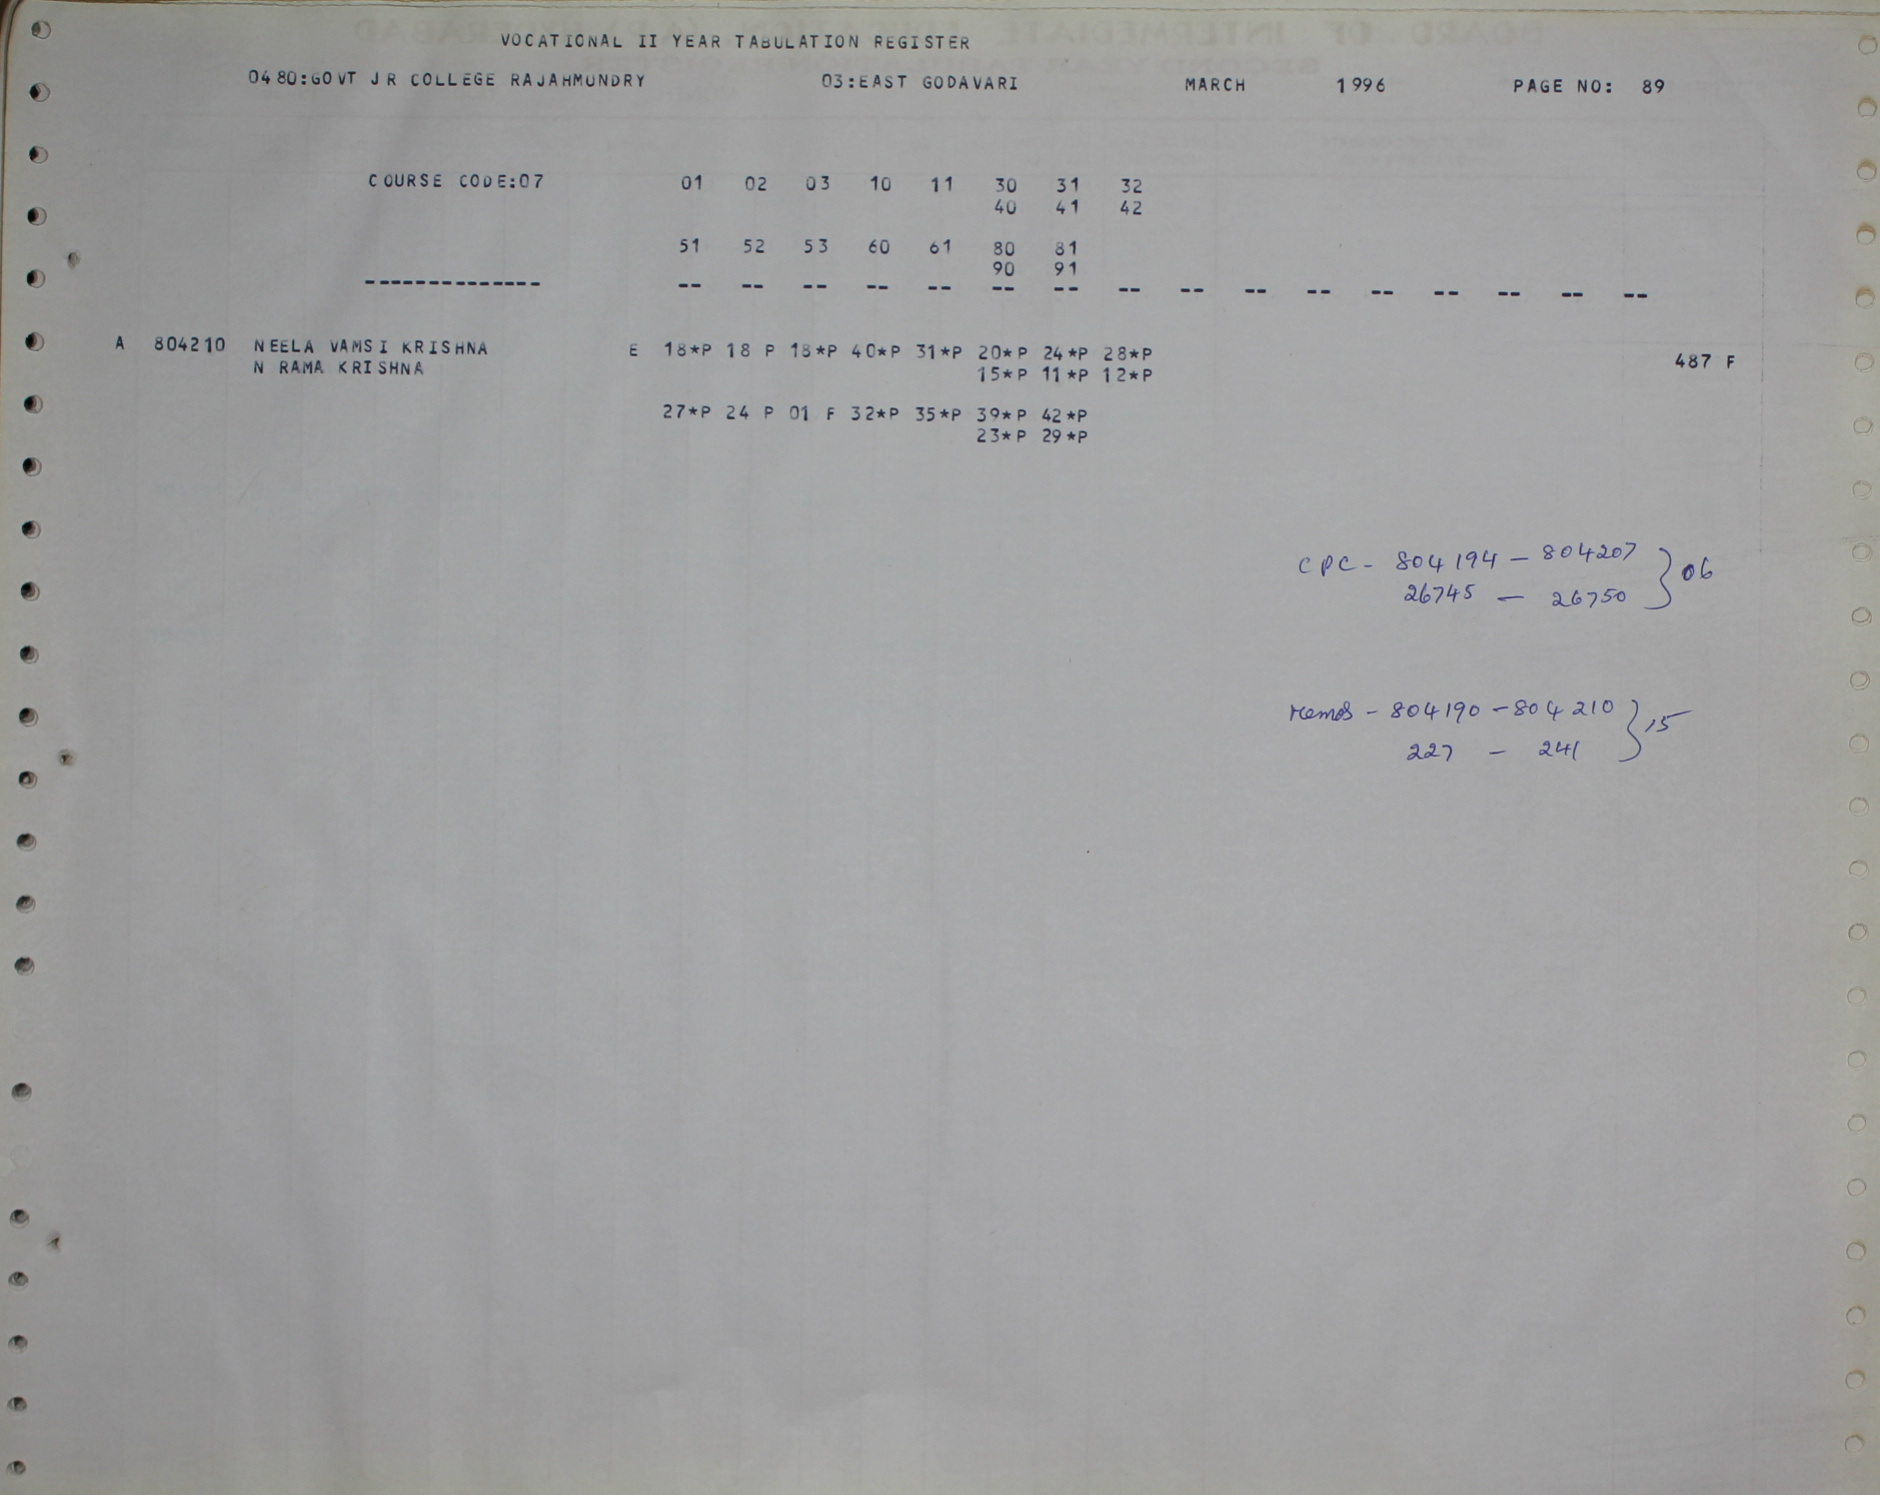 VOCATIONAL II YEAR TABULATION REGISTER
0480:GOVT JR COLLEGE RAJAHMUNDRY 03:EAST GODAVARI MARCH 1996 PAGE NO: 89
COURSE CODE:07 01 02 03 10 11 30 31 32
40 41 42
51 52 53 60 61 80 81
90 91
-------------- -- -- -- -- -- -- -- -- -- -- -- -- -- -- -- --
A 804210 NEELA VAMSI KRISHNA E 18*P 18 P 18*P 40*P 31*P 20*P 24*P 28*P 487 F
N RAMA KRISHNA 15*P 11*P 12*P
27*P 24 P 01 F 32*P 35*P 39*P 42*P
23*P 29*P
CPC - 804194 - 804207 } 06
26745 - 26750
Memos - 804190 - 804210 } 15
227 - 241